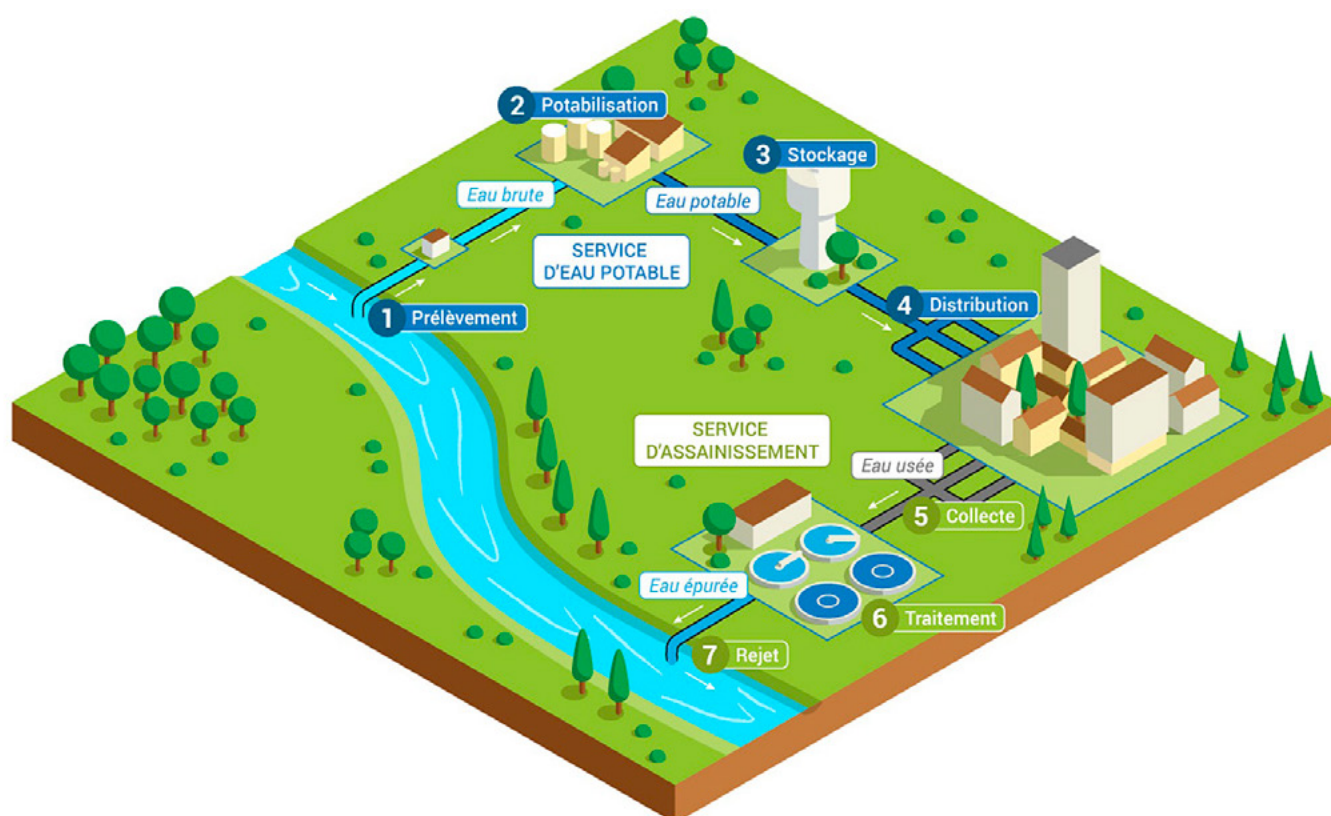 2 Potabilisation
3 Stockage
Eau brute
Eau potable
SERVICE
D'EAU POTABLE
1 Prélèvement
4 Distribution
SERVICE
D'ASSAINISSEMENT
Eau usée
5 Collecte
Eau épurée
6 Traitement
7 Rejet